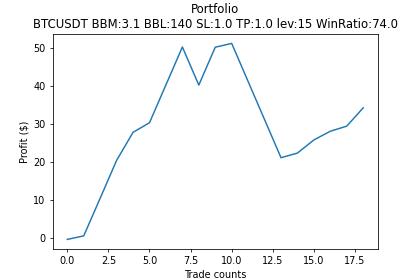 Portfolio
BTCUSDT BBM:3.1 BBL:140 SL:1.0 TP:1.0 lev:15 WinRatio:74.0
50
40
30
20
10
0
Profit ($)
0.0 2.5 5.0 7.5 10.0 12.5 15.0 17.5
Trade counts